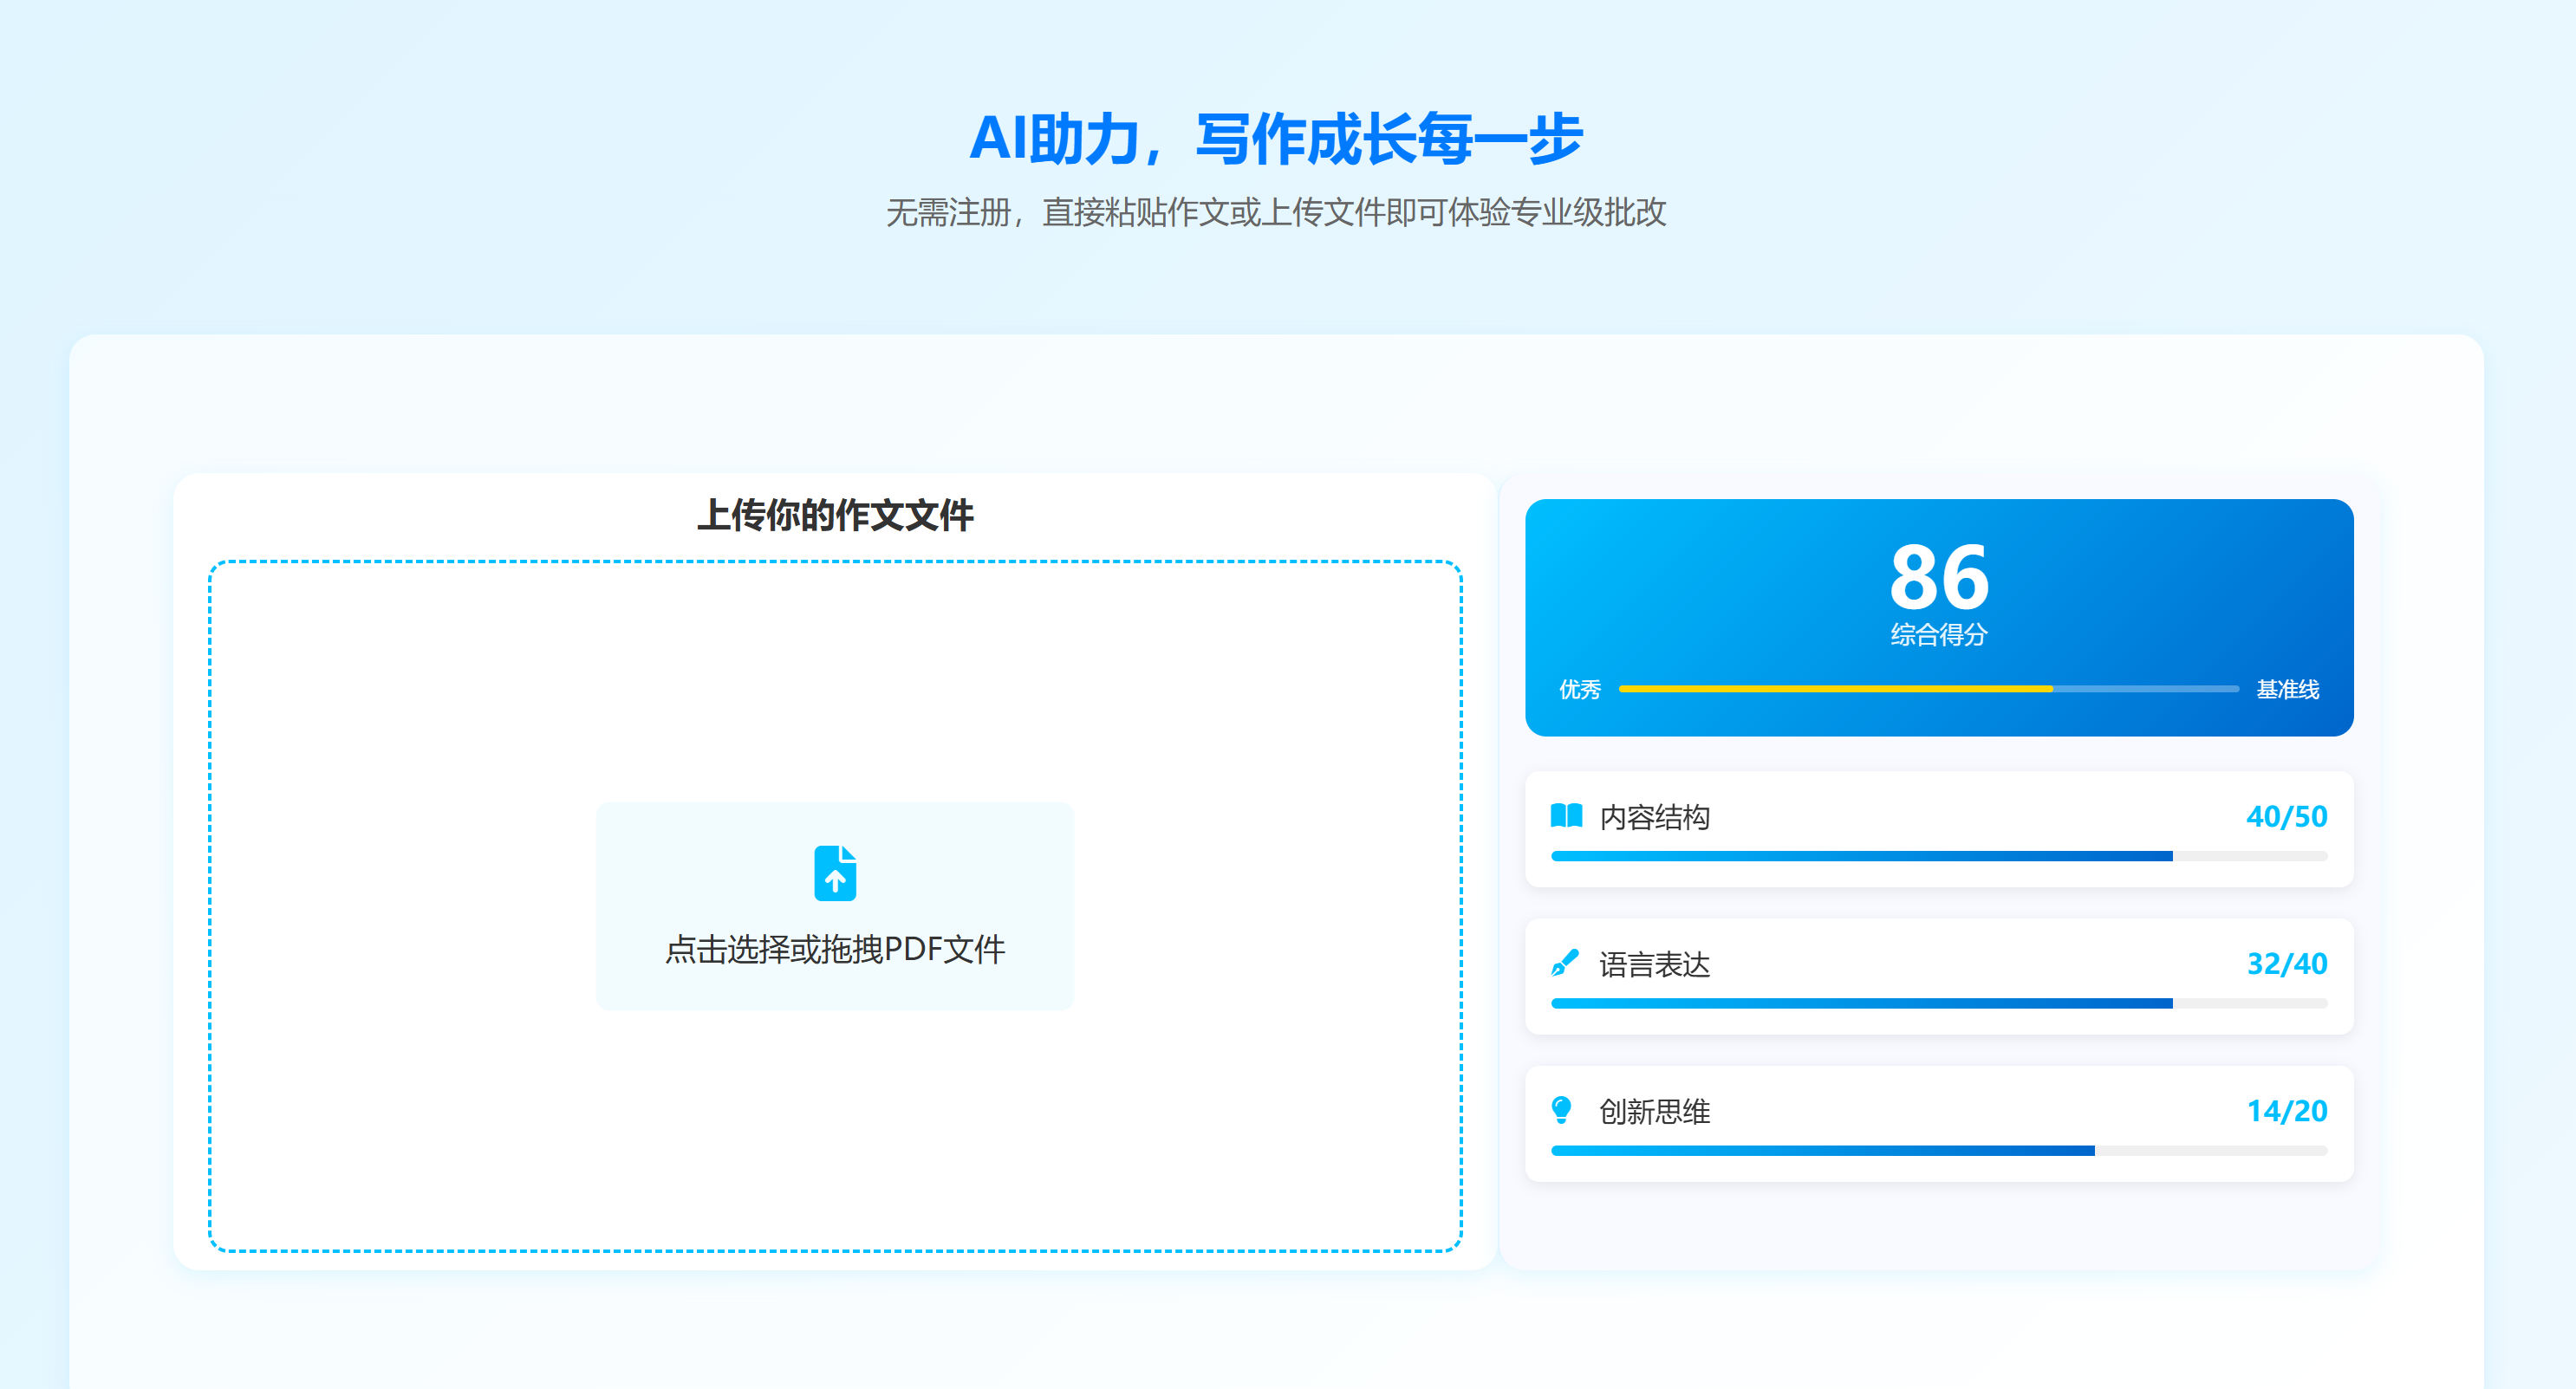 AI助力，写作成长每一步
无需注册，直接粘贴作文或上传文件即可体验专业级批改
上传你的作文文件
点击选择或拖拽PDF文件
86
综合得分
优秀 基准线
内容结构 40/50
语言表达 32/40
创新思维 14/20